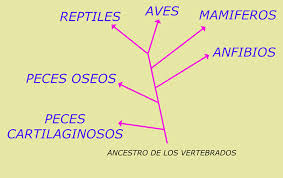 REPTILES
AVES
MAMIFEROS
ANFIBIOS
PECES OSEOS
PECES
CARTILAGINOSOS
ANCESTRO DE LOS VERTEBRADOS